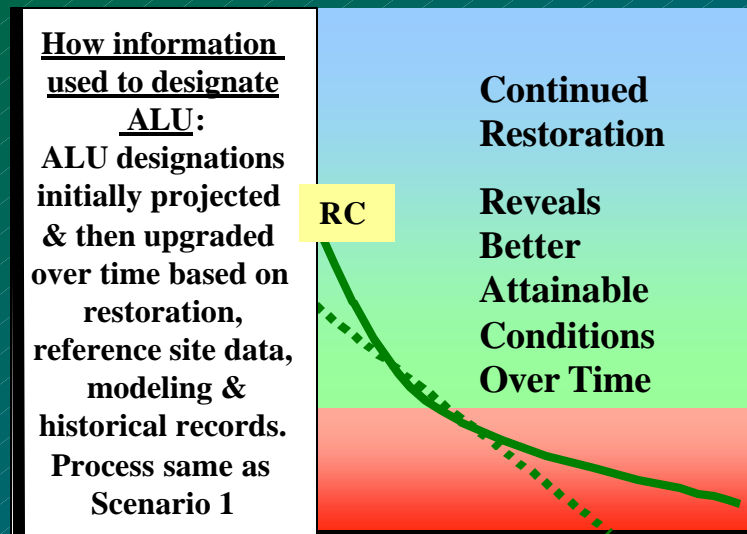 How information
used to designate
ALU:
ALU designations
initially projected
& then upgraded
over time based on
restoration,
reference site data,
modeling &
historical records.
Process same as
Scenario 1
RC
Continued
Restoration
Reveals
Better
Attainable
Conditions
Over Time